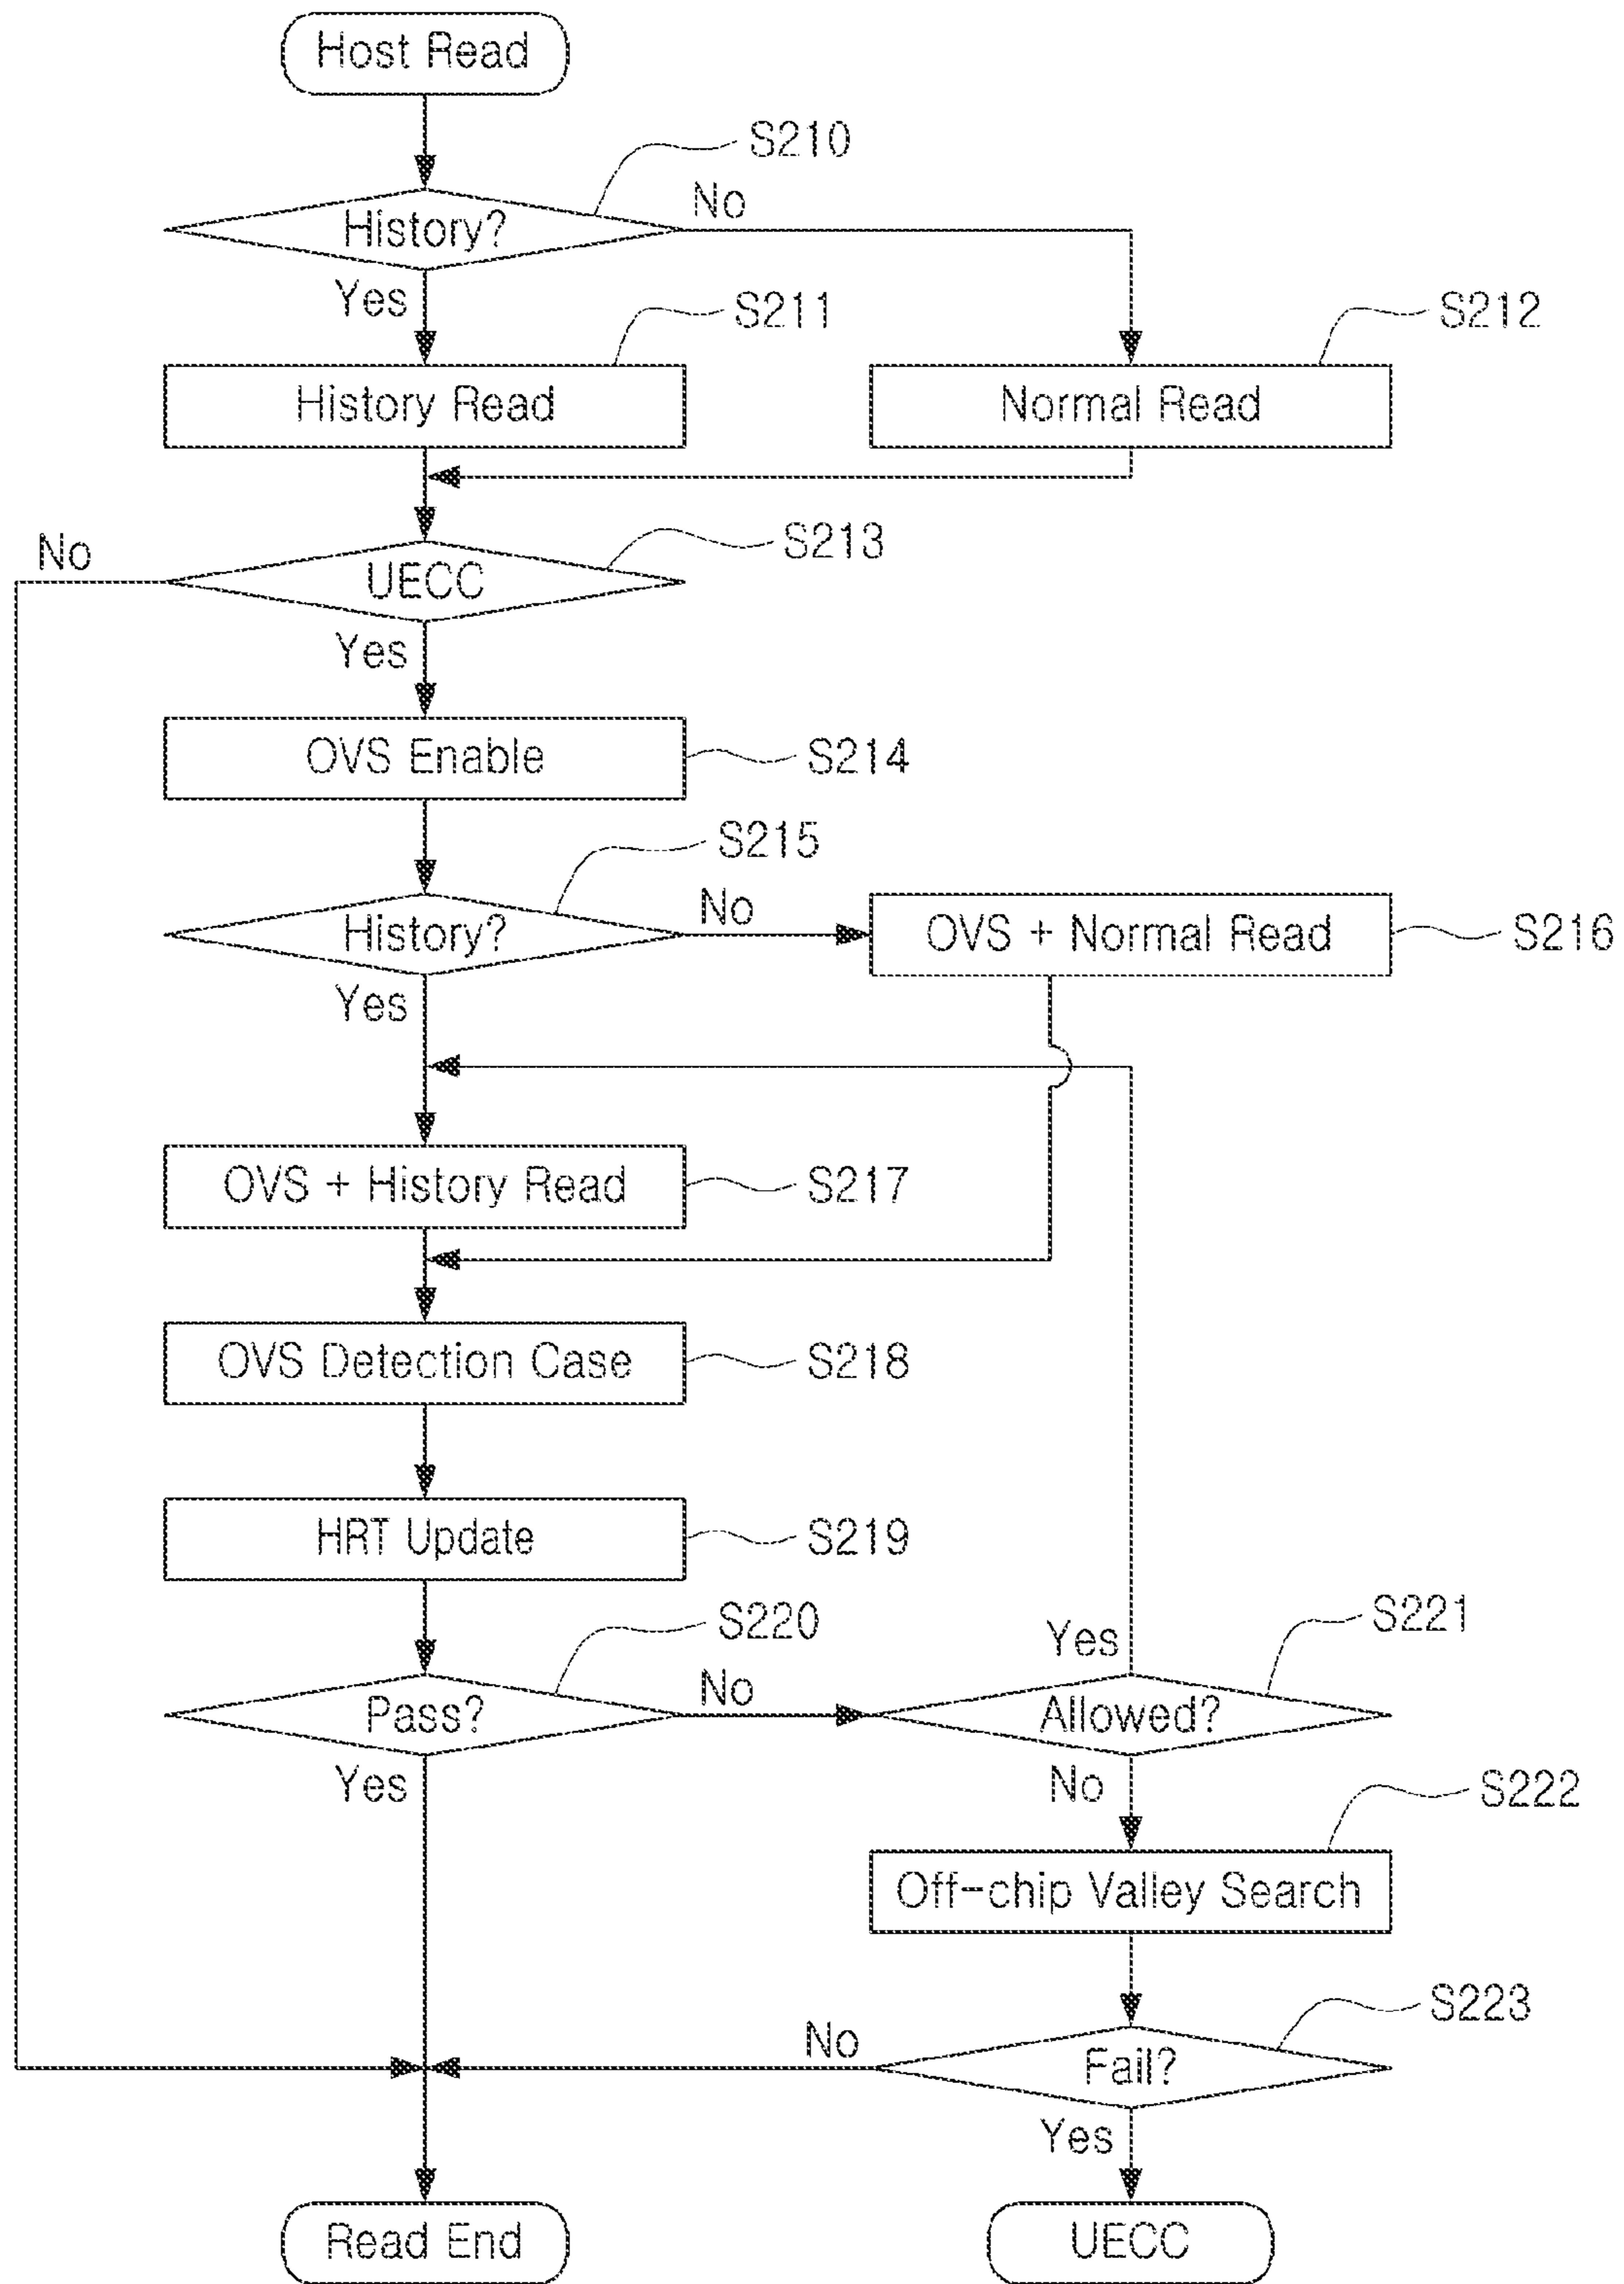 Host Read
S210
History?
No
Yes
S211
S212
History Read
Normal Read
S213
No
UECC
Yes
OVS Enable
S214
S215
History?
No
OVS + Normal Read
S216
Yes
OVS + History Read
S217
OVS Detection Case
S218
HRT Update
S219
S220
S221
Yes
Pass?
No
Allowed?
Yes
No
S222
Off-chip Valley Search
S223
No
Fail?
Yes
Read End
UECC